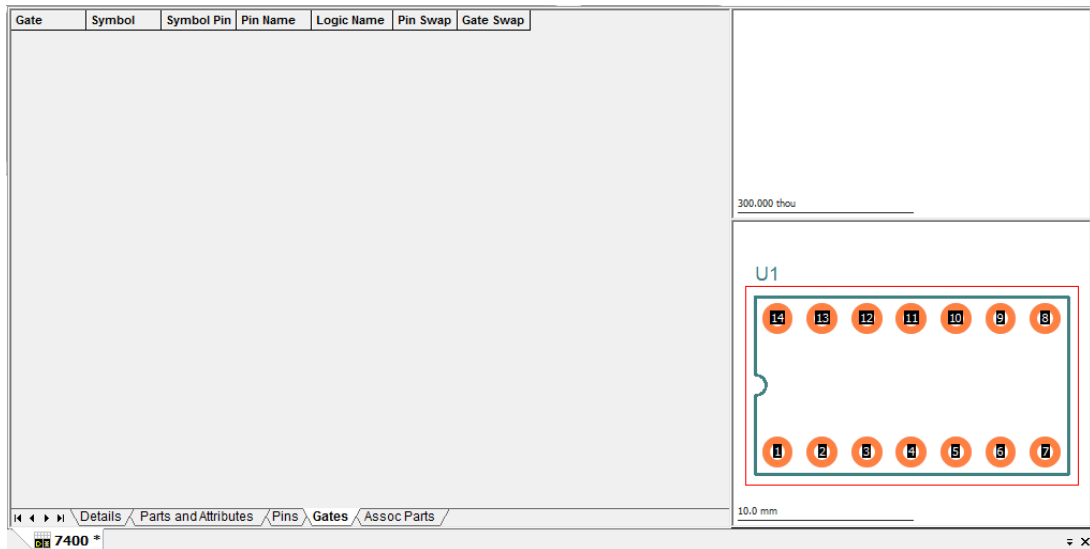 Gate Symbol Symbol Pin Pin Name Logic Name Pin Swap Gate Swap
300.000 thou
U1
14 13 12 11 10 9 8
1 2 3 4 5 6 7
10.0 mm
Details Parts and Attributes Pins Gates Assoc Parts
7400 *